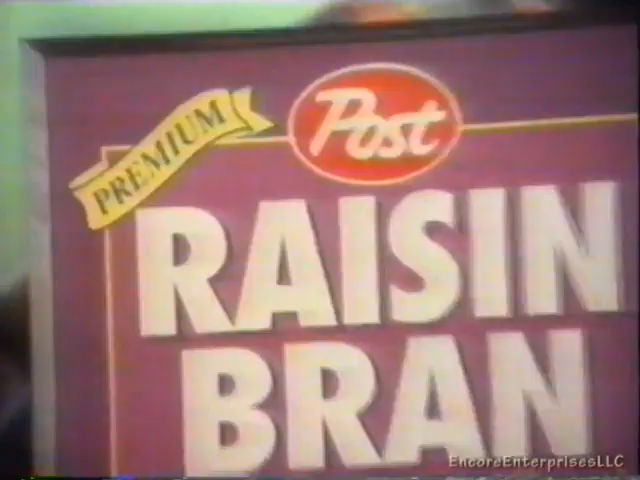 PREMIUM
Post
RAISIN
BRAN
EncoreEnterprisesLLC